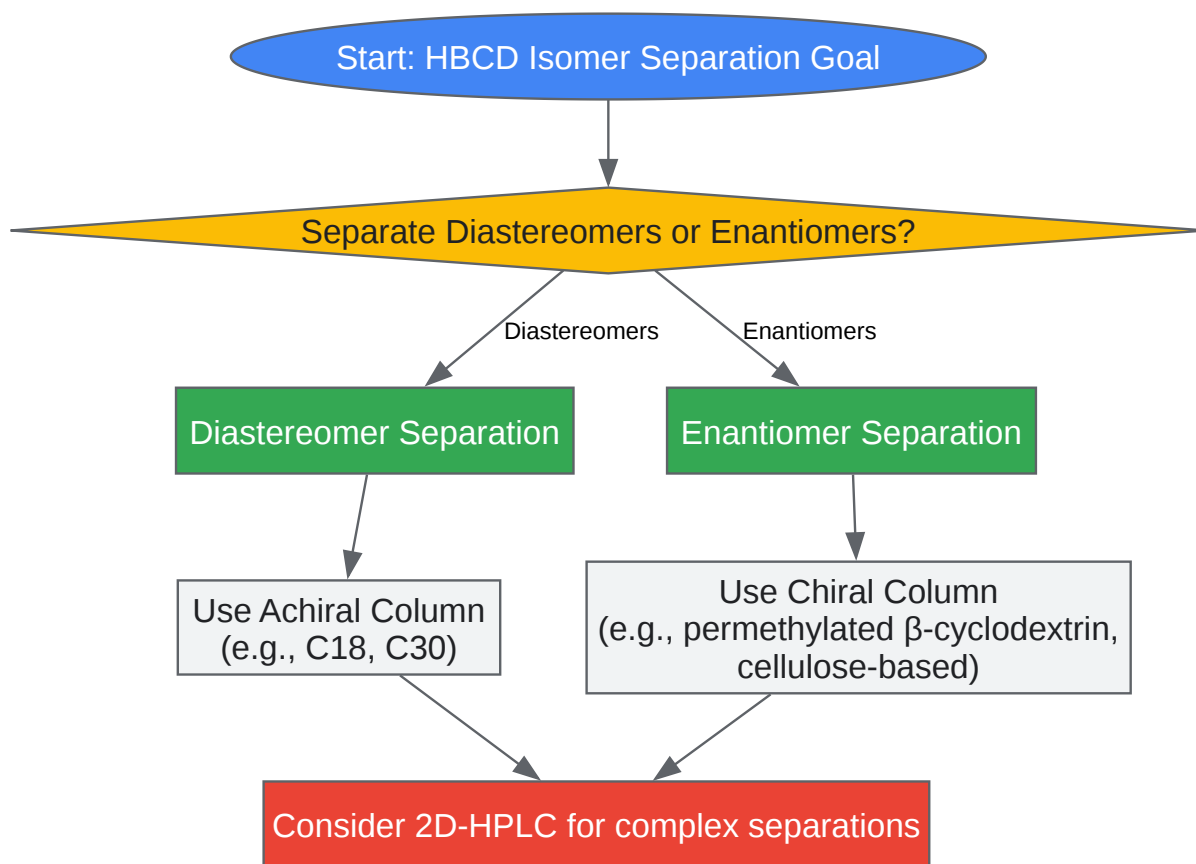 Start: HBCD Isomer Separation Goal
Separate Diastereomers or Enantiomers?
Diastereomers
Enantiomers
Diastereomer Separation
Enantiomer Separation
Use Achiral Column
(e.g., C18, C30)
Use Chiral Column
(e.g., permethylated β-cyclodextrin,
cellulose-based)
Consider 2D-HPLC for complex separations